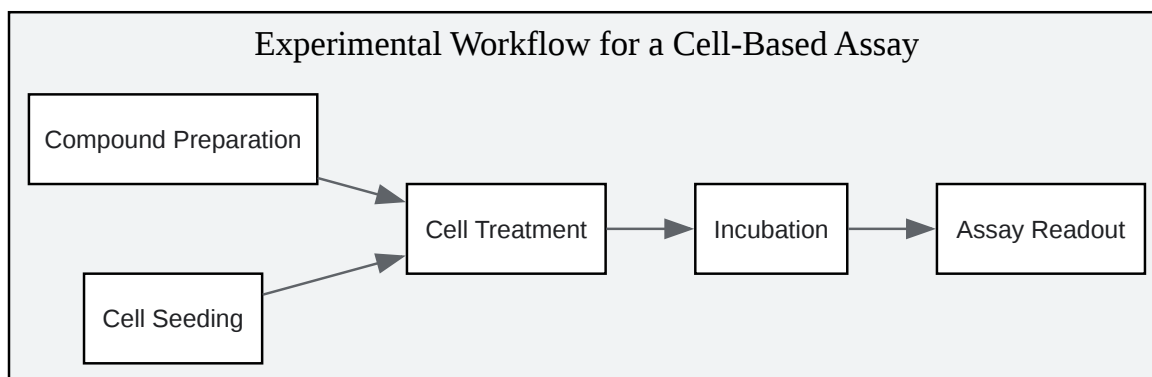 Experimental Workflow for a Cell-Based Assay
Compound Preparation
Cell Seeding
Cell Treatment
Incubation
Assay Readout